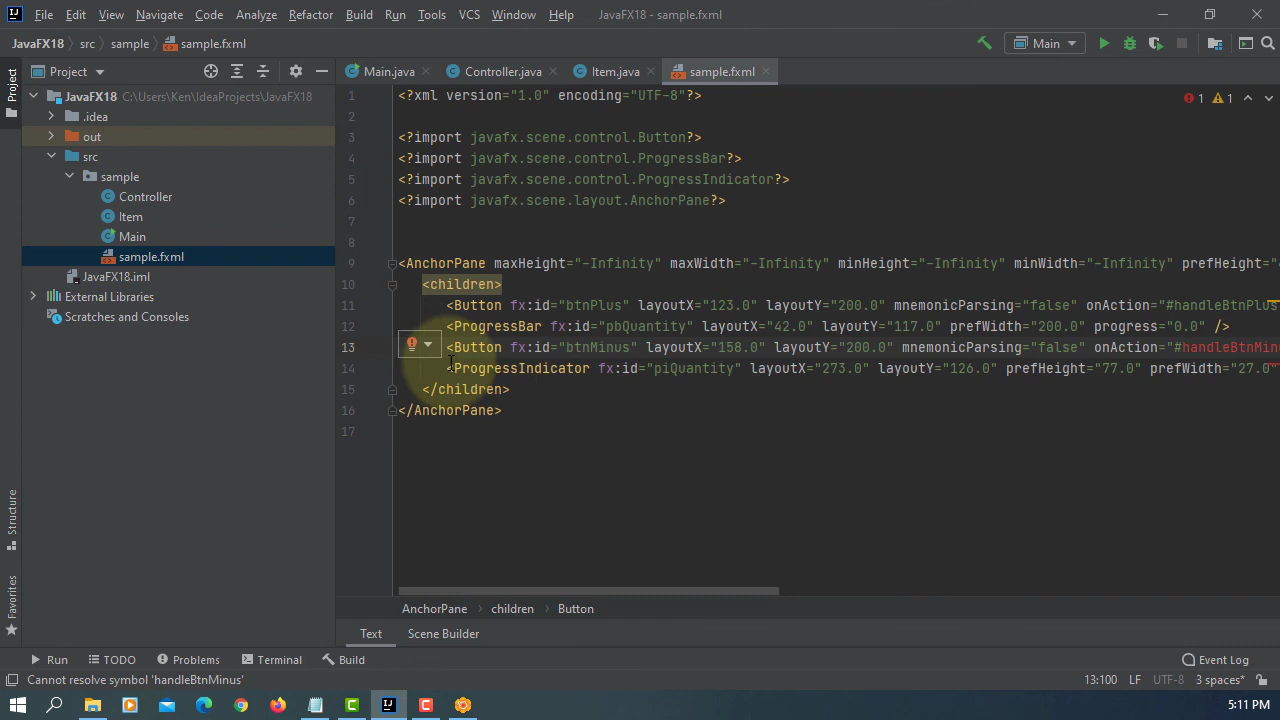 File Edit View Navigate Code Analyze Refactor Build Run Tools VCS Window Help JavaFX18 - sample.fxml
JavaFX18 src sample sample.fxml Main
Project
Main.java Controller.java Item.java sample.fxml
Project
JavaFX18 C:\Users\Ken\IdeaProjects\JavaFX18
.idea
out
src
sample
Controller
Item
Main
sample.fxml
JavaFX18.iml
External Libraries
Scratches and Consoles
Structure
Favorites
1 <?xml version="1.0" encoding="UTF-8"?>
1 1
2
3 <?import javafx.scene.control.Button?>
4 <?import javafx.scene.control.ProgressBar?>
5 <?import javafx.scene.control.ProgressIndicator?>
6 <?import javafx.scene.layout.AnchorPane?>
7
8
9 <AnchorPane maxHeight="-Infinity" maxWidth="-Infinity" minHeight="-Infinity" minWidth="-Infinity" prefHeight="
10 <children>
11 <Button fx:id="btnPlus" layoutX="123.0" layoutY="200.0" mnemonicParsing="false" onAction="#handleBtnPlus
12 <ProgressBar fx:id="pbQuantity" layoutX="42.0" layoutY="117.0" prefWidth="200.0" progress="0.0" />
13 <Button fx:id="btnMinus" layoutX="158.0" layoutY="200.0" mnemonicParsing="false" onAction="#handleBtnMin
14 <ProgressIndicator fx:id="piQuantity" layoutX="273.0" layoutY="126.0" prefHeight="77.0" prefWidth="27.0"
15 </children>
16 </AnchorPane>
17
AnchorPane children Button
Text Scene Builder
Run TODO Problems Terminal Build Event Log
Cannot resolve symbol 'handleBtnMinus' 13:100 LF UTF-8 3 spaces*
5:11 PM